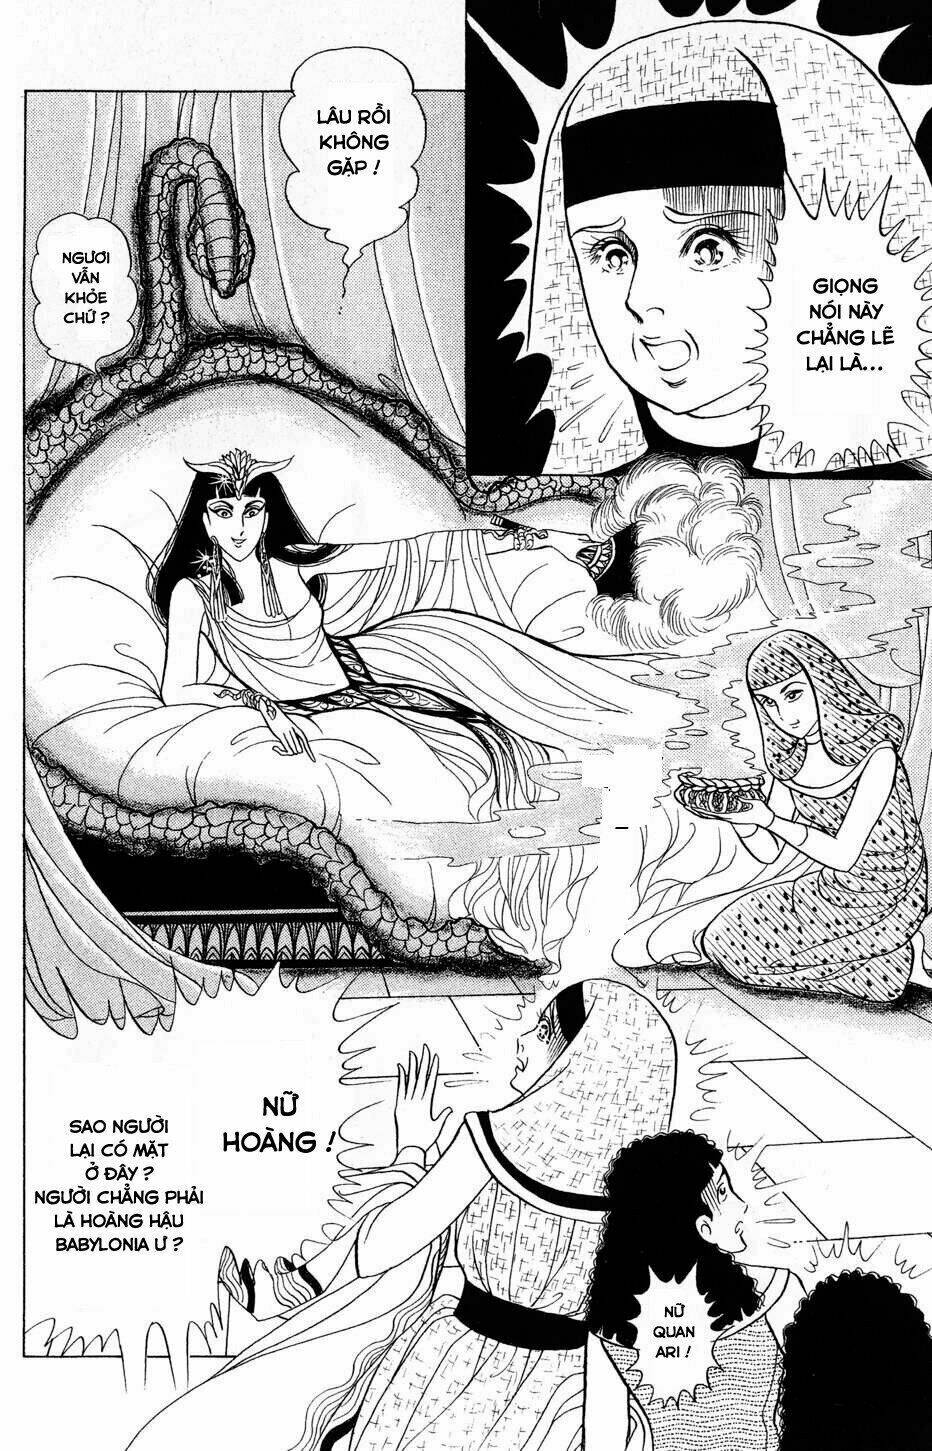 GIỌNG
NÓI NÀY
CHẲNG LẼ
LẠI LÀ...
LÂU RỒI
KHÔNG
GẶP !
NGƯƠI
VẪN
KHỎE
CHỨ ?
NỮ
HOÀNG !
SAO NGƯỜI
LẠI CÓ MẶT
Ở ĐÂY ?
NGƯỜI CHẲNG PHẢI
LÀ HOÀNG HẬU
BABYLONIA Ư ?
NỮ
QUAN
ARI !